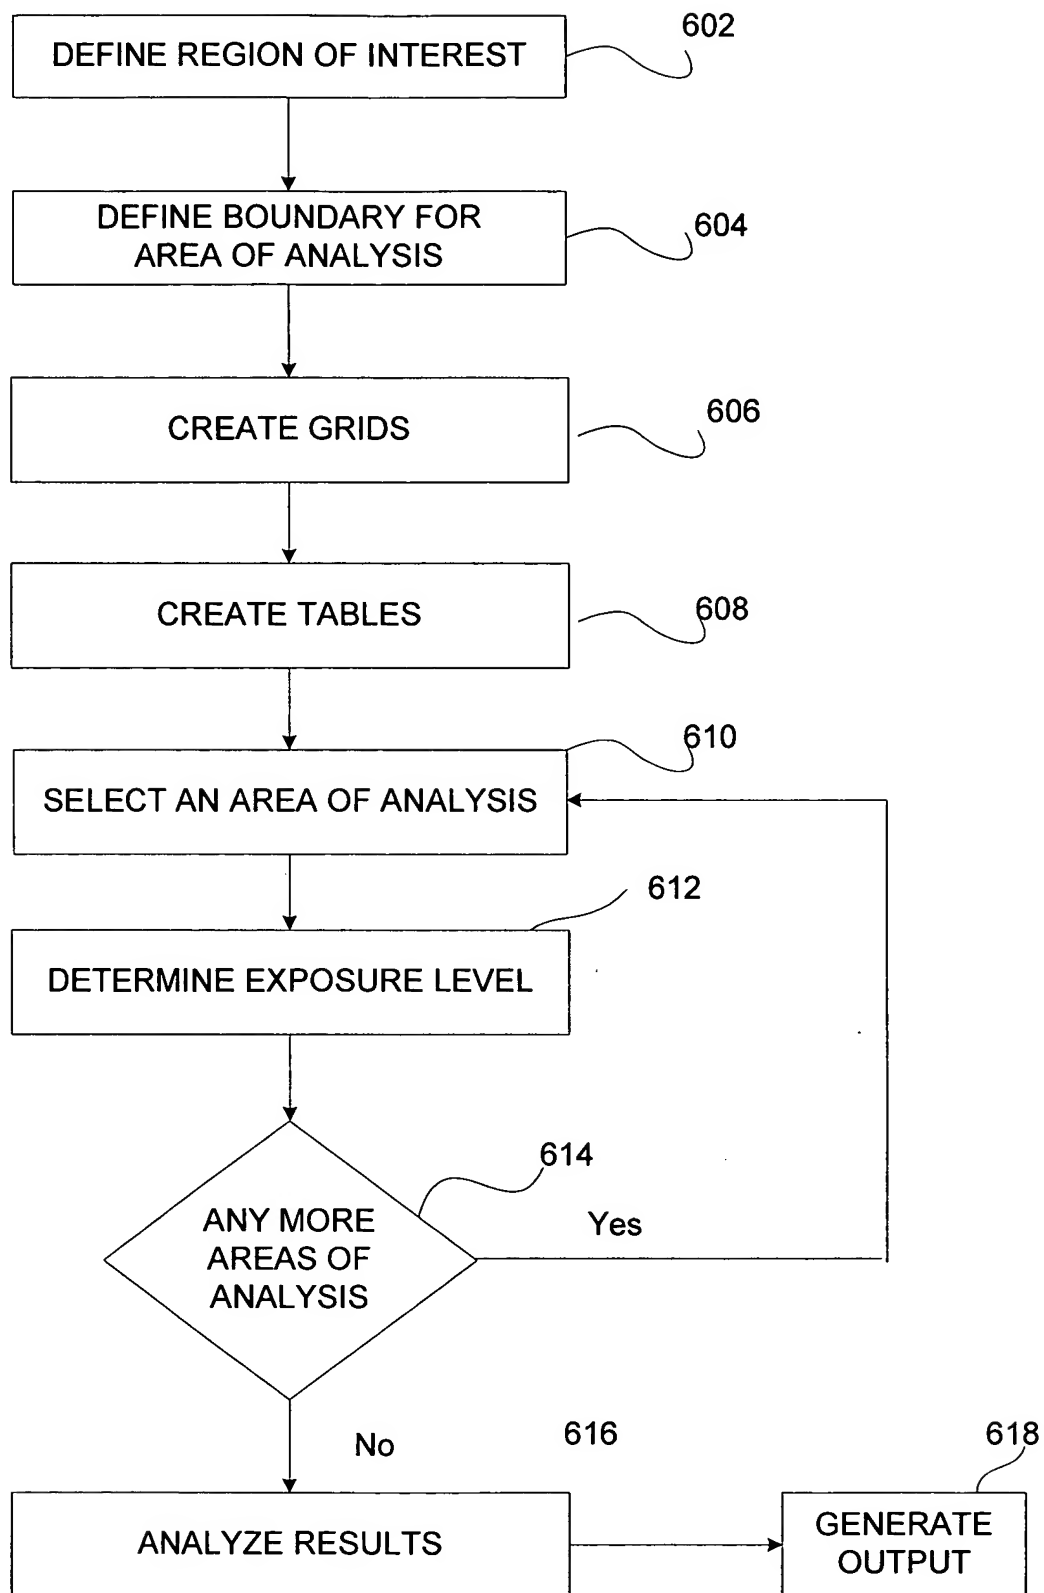 602
DEFINE REGION OF INTEREST
604
DEFINE BOUNDARY FOR
AREA OF ANALYSIS
606
CREATE GRIDS
608
CREATE TABLES
610
SELECT AN AREA OF ANALYSIS
612
DETERMINE EXPOSURE LEVEL
614
ANY MORE
AREAS OF
ANALYSIS
Yes
No
616
618
ANALYZE RESULTS
GENERATE
OUTPUT